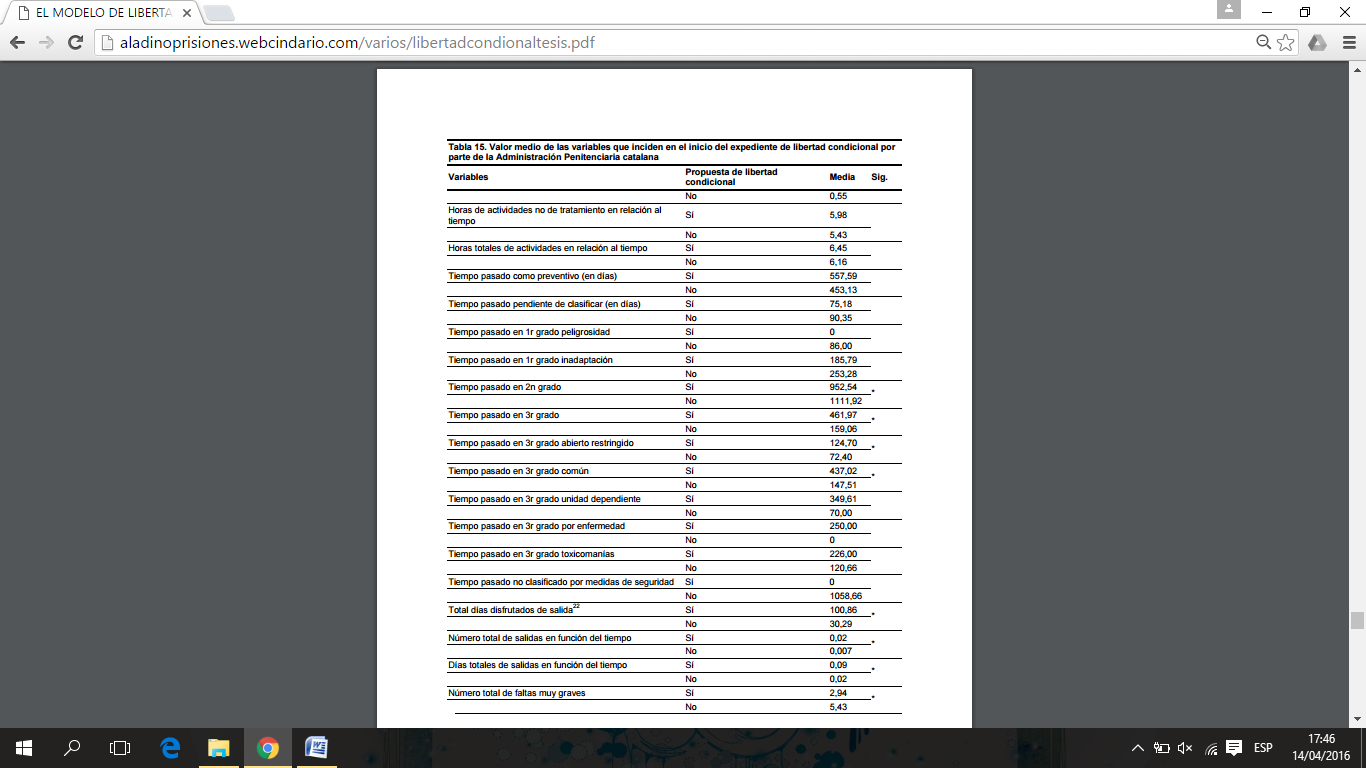 EL MODELO DE LIBERTA
aladinoprisiones.webcindario.com/varios/libertadcondionaltesis.pdf
Tabla 15. Valor medio de las variables que inciden en el inicio del expediente de libertad condicional por
parte de la Administración Penitenciaria catalana
Variables Propuesta de libertad condicional Media Sig.
No 0,55
Horas de actividades no de tratamiento en relación al
tiempo Sí 5,98
No 5,43
Horas totales de actividades en relación al tiempo Sí 6,45
No 6,16
Tiempo pasado como preventivo (en días) Sí 557,59
No 453,13
Tiempo pasado pendiente de clasificar (en días) Sí 75,18
No 90,35
Tiempo pasado en 1r grado peligrosidad Sí 0
No 86,00
Tiempo pasado en 1r grado inadaptación Sí 185,79
No 253,28
Tiempo pasado en 2n grado Sí 952,54 *
No 1111,92
Tiempo pasado en 3r grado Sí 461,97 *
No 159,06
Tiempo pasado en 3r grado abierto restringido Sí 124,70 *
No 72,40
Tiempo pasado en 3r grado común Sí 437,02 *
No 147,51
Tiempo pasado en 3r grado unidad dependiente Sí 349,61
No 70,00
Tiempo pasado en 3r grado por enfermedad Sí 250,00
No 0
Tiempo pasado en 3r grado toxicomanías Sí 226,00
No 120,66
Tiempo pasado no clasificado por medidas de seguridad Sí 0
No 1058,66
Total días disfrutados de salida22 Sí 100,86 *
No 30,29
Número total de salidas en función del tiempo Sí 0,02 *
No 0,007
Días totales de salidas en función del tiempo Sí 0,09 *
No 0,02
Número total de faltas muy graves Sí 2,94 *
No 5,43
ESP
17:46
14/04/2016